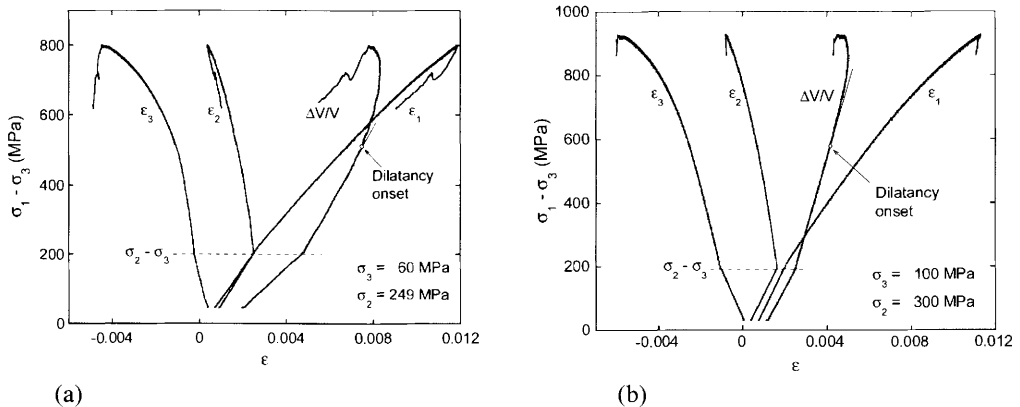 (a)
800
600
400
200
0
σ₁ - σ₃ (MPa)
-0.004 0 0.004 0.008 0.012
ε
ε₃
ε₂
ΔV/V
ε₁
Dilatancy
onset
σ₂ - σ₃
σ₃ = 60 MPa
σ₂ = 249 MPa
(b)
1000
800
600
400
200
0
σ₁ - σ₃ (MPa)
-0.004 0 0.004 0.008 0.012
ε
ε₃
ε₂
ΔV/V
ε₁
Dilatancy
onset
σ₂ - σ₃
σ₃ = 100 MPa
σ₂ = 300 MPa